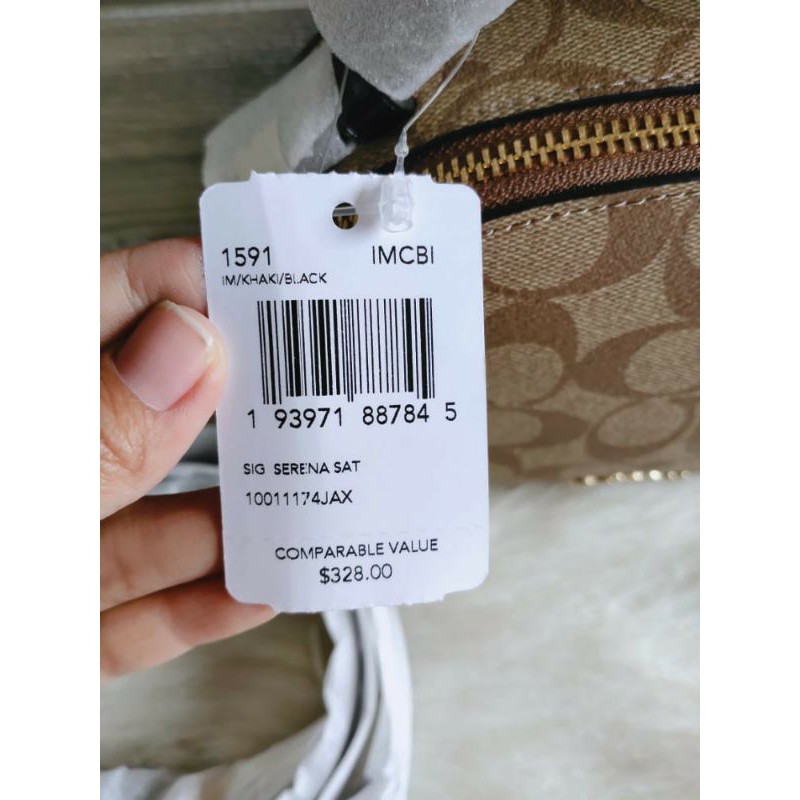 1591 IMCBI
IM/KHAKI/BLACK
1 93971 88784 5
SIG SERENA SAT
10011174JAX
COMPARABLE VALUE
$328.00